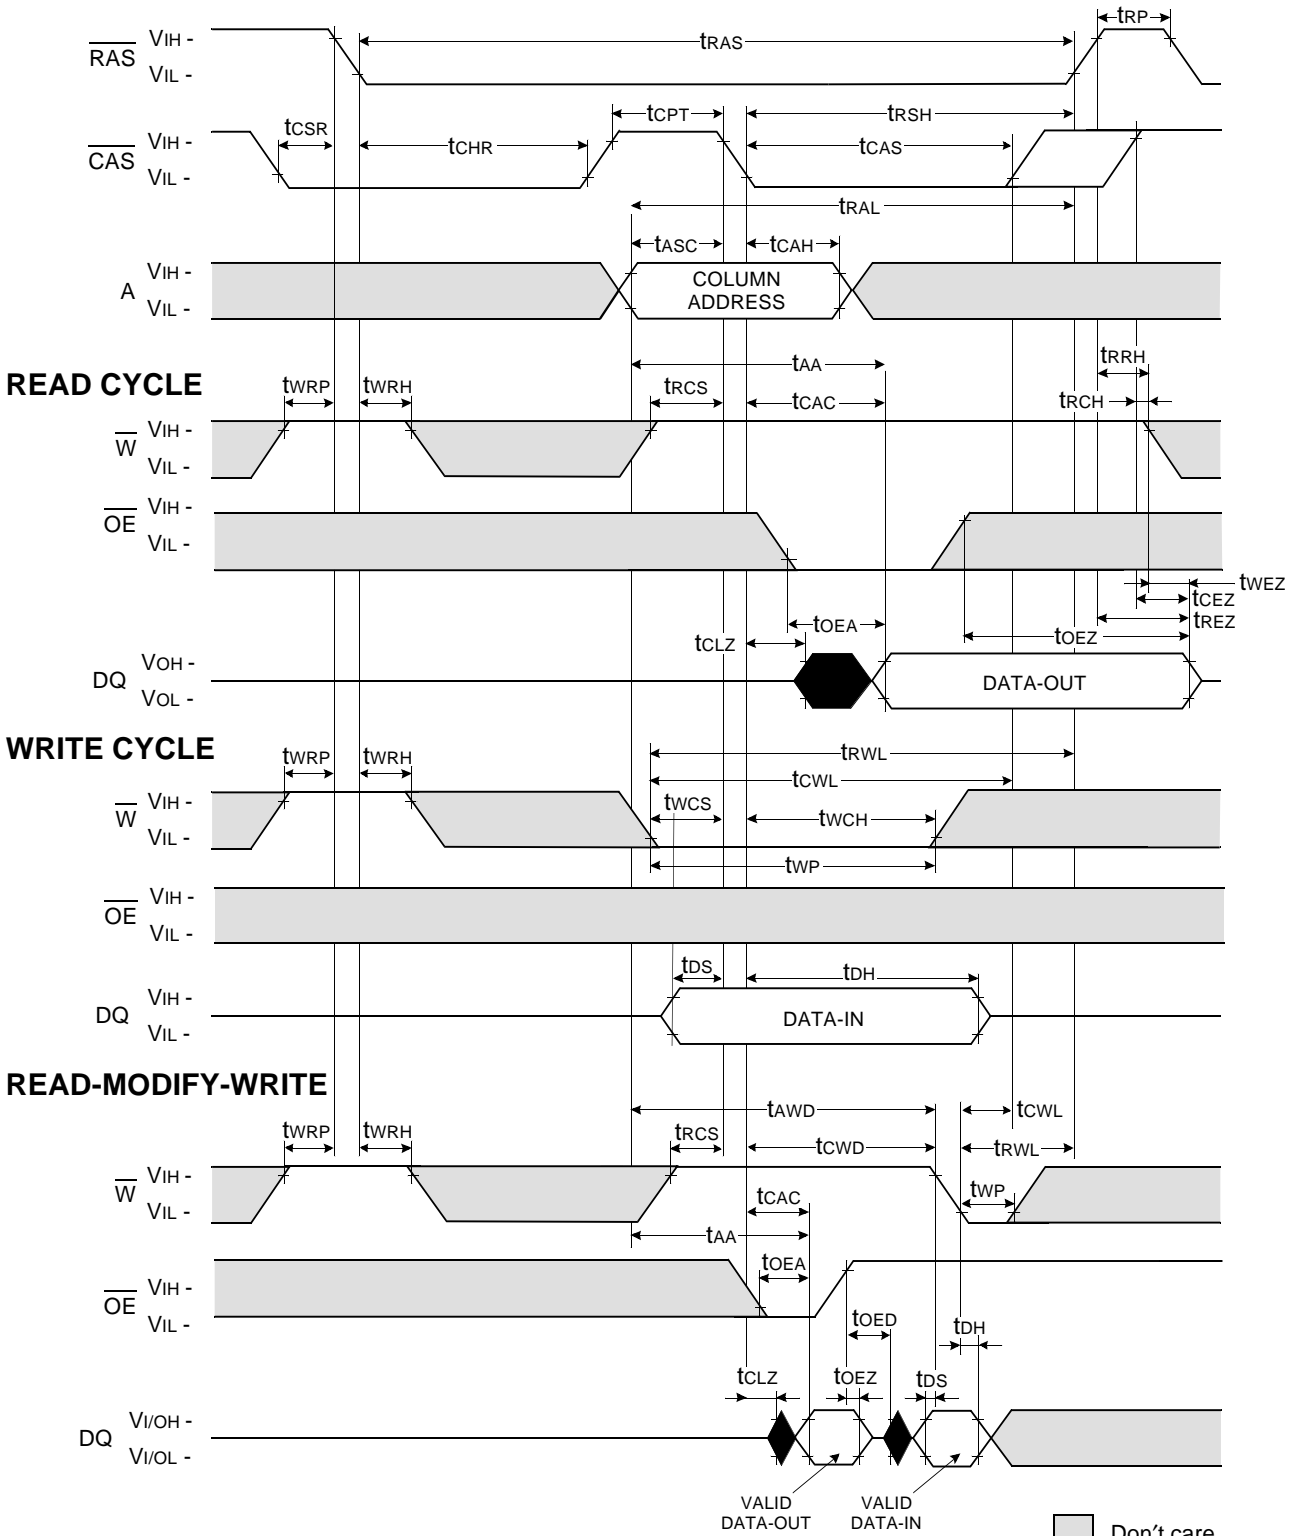 tRP
RAS VIH -
VIL -
tRAS
tCPT
tRSH
tCSR
CAS VIH -
VIL -
tCHR
tCAS
tRAL
tASC
tCAH
A VIH -
VIL -
COLUMN
ADDRESS
tAA
tRRH
READ CYCLE
tWRP
tWRH
tRCS
tCAC
tRCH
W VIH -
VIL -
OE VIH -
VIL -
tWEZ
tCEZ
tREZ
tOEA
tOEZ
tCLZ
DQ VOH -
VOL -
DATA-OUT
WRITE CYCLE
tWRP
tWRH
tRWL
tCWL
tWCS
tWCH
W VIH -
VIL -
tWP
OE VIH -
VIL -
tDS
tDH
DQ VIH -
VIL -
DATA-IN
READ-MODIFY-WRITE
tAWD
tCWL
tWRP
tWRH
tRCS
tCWD
tRWL
W VIH -
VIL -
tWP
tCAC
tAA
tOEA
OE VIH -
VIL -
tOED
tDH
tCLZ
tOEZ
tDS
DQ VI/OH -
VI/OL -
VALID
DATA-OUT
VALID
DATA-IN
Don't care